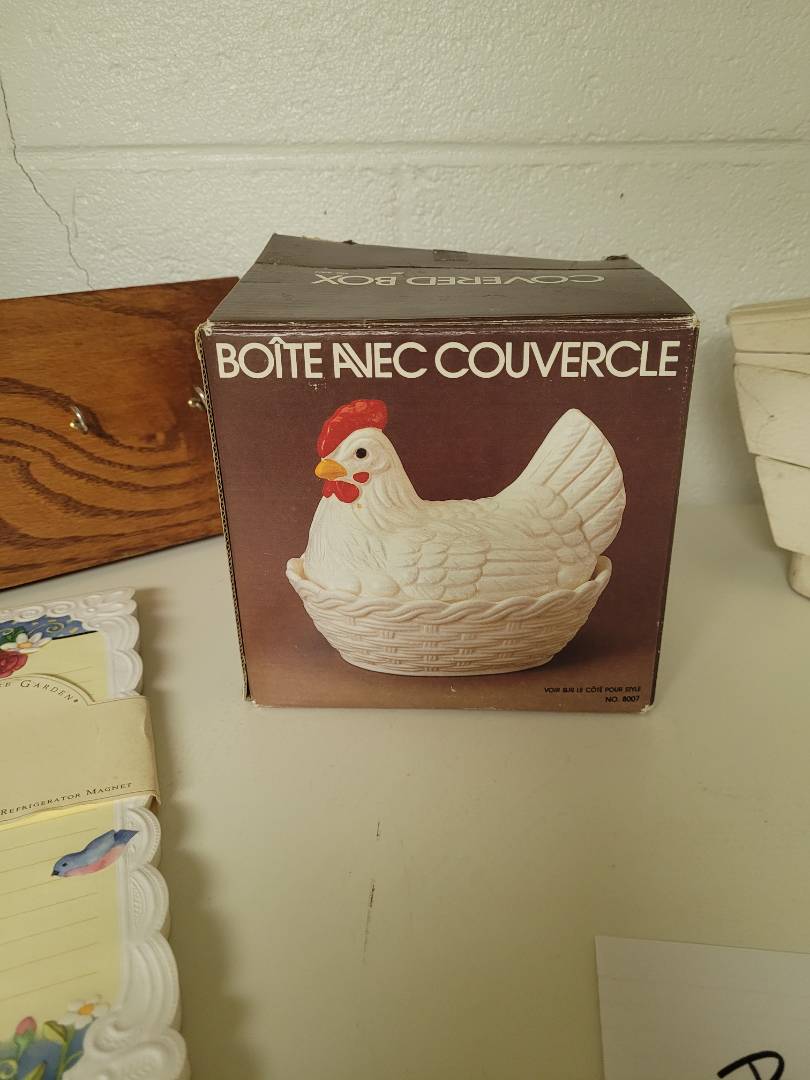 COVERED BOX
BOÎTE AVEC COUVERCLE
VOIR SUR LE CÔTÉ POUR STYLE
NO. 8007
GARDEN
REFRIGERATOR MAGNET